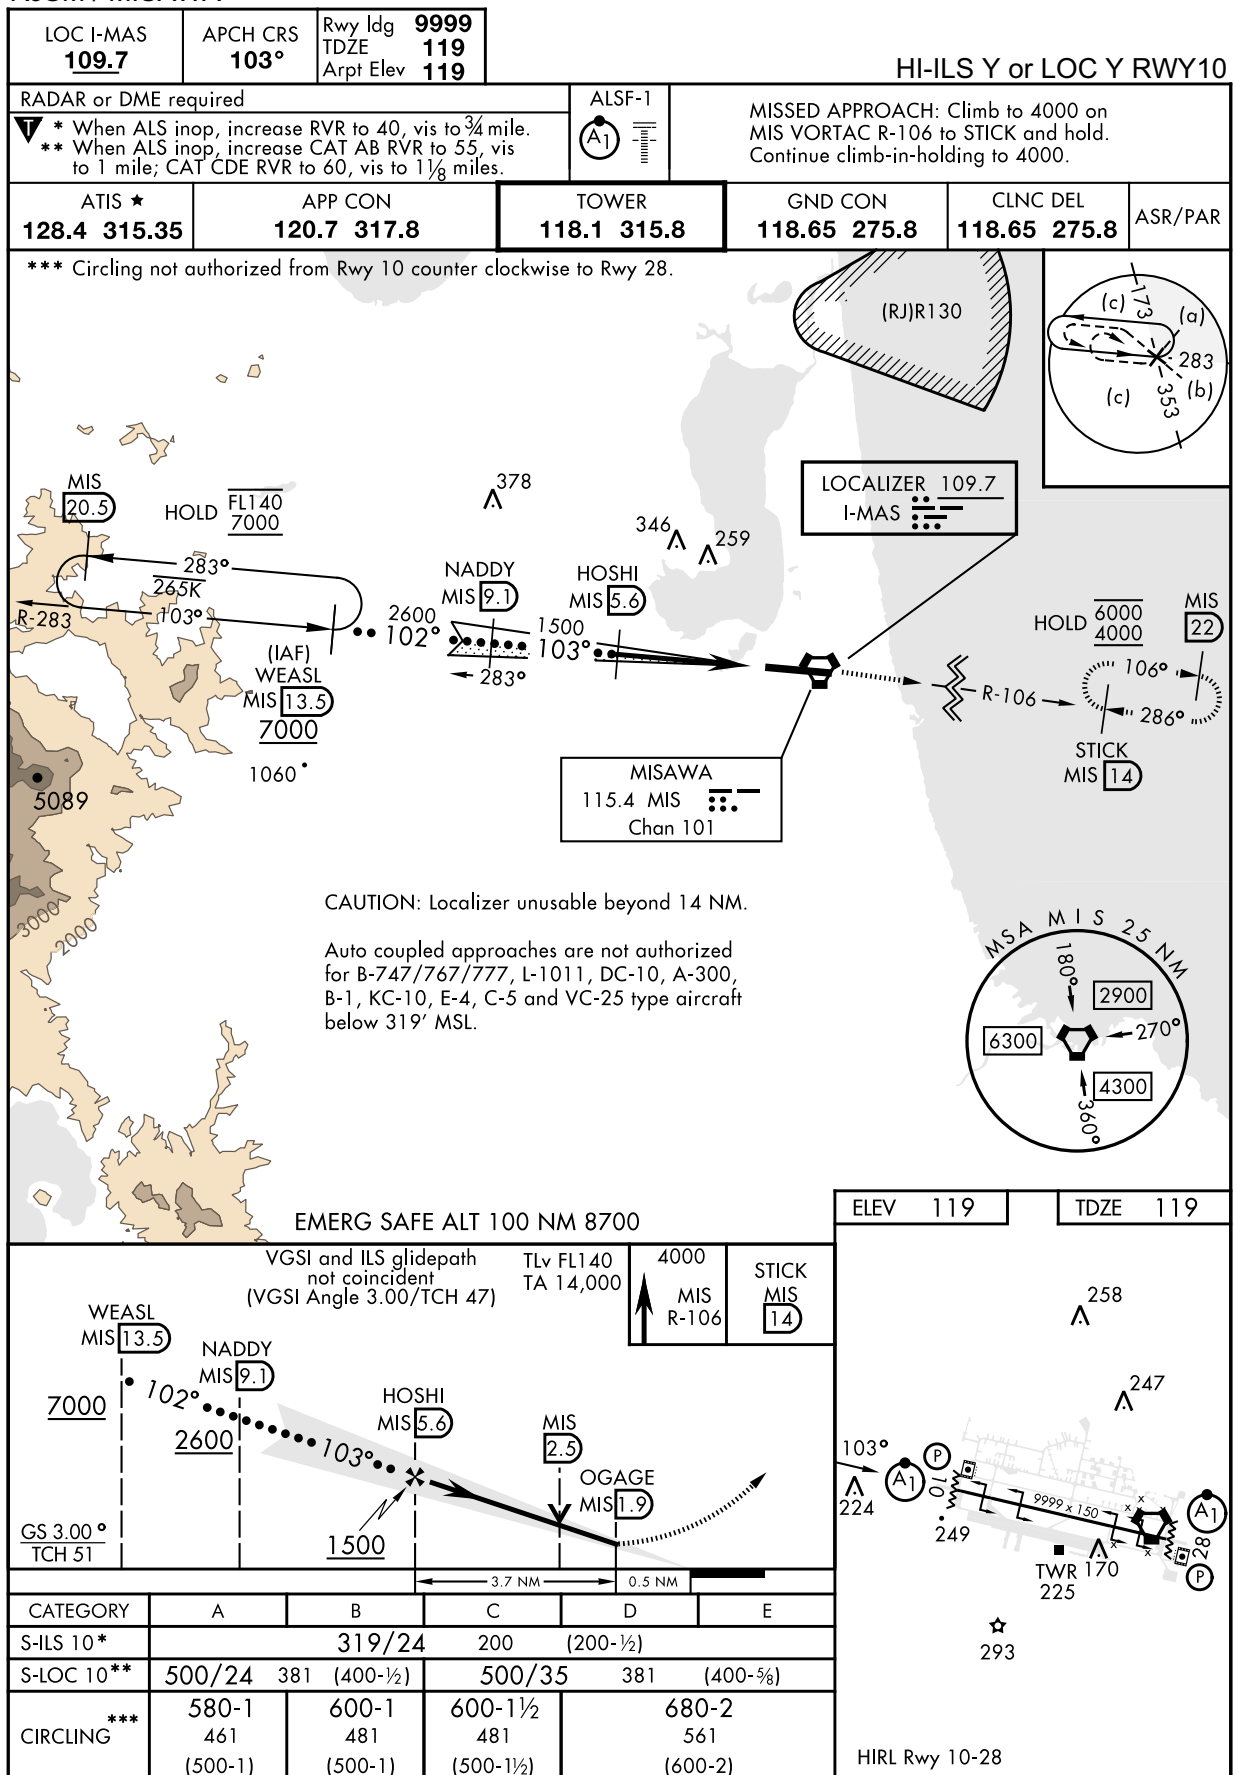 LOC I-MAS
109.7
APCH CRS
103°
Rwy ldg 9999
TDZE 119
Arpt Elev 119
HI-ILS Y or LOC Y RWY10
RADAR or DME required
T * When ALS inop, increase RVR to 40, vis to ¾ mile.
** When ALS inop, increase CAT AB RVR to 55, vis
to 1 mile; CAT CDE RVR to 60, vis to 1⅛ miles.
ALSF-1
A1
MISSED APPROACH: Climb to 4000 on
MIS VORTAC R-106 to STICK and hold.
Continue climb-in-holding to 4000.
ATIS ★
128.4 315.35
APP CON
120.7 317.8
TOWER
118.1 315.8
GND CON
118.65 275.8
CLNC DEL
118.65 275.8
ASR/PAR
*** Circling not authorized from Rwy 10 counter clockwise to Rwy 28.
(RJ)R130
173
(c)
(a)
283
(c)
353
(b)
MIS
20.5
HOLD FL140
7000
283°
265K
103°
R-283
(IAF)
WEASL
MIS 13.5
7000
1060
5089
3000
2000
378
346
259
NADDY
MIS 9.1
HOSHI
MIS 5.6
2600
102°
1500
103°
283°
LOCALIZER 109.7
I-MAS
HOLD 6000
4000
MIS
22
106°
R-106
286°
STICK
MIS 14
MISAWA
115.4 MIS
Chan 101
CAUTION: Localizer unusable beyond 14 NM.
Auto coupled approaches are not authorized
for B-747/767/777, L-1011, DC-10, A-300,
B-1, KC-10, E-4, C-5 and VC-25 type aircraft
below 319' MSL.
MSA MIS 25 NM
180°
2900
270°
6300
4300
360°
EMERG SAFE ALT 100 NM 8700
ELEV 119
TDZE 119
VGSI and ILS glidepath
not coincident
(VGSI Angle 3.00/TCH 47)
TLv FL140
TA 14,000
4000
MIS
R-106
STICK
MIS
14
WEASL
MIS 13.5
NADDY
MIS 9.1
HOSHI
MIS 5.6
MIS
2.5
OGAGE
MIS 1.9
7000
102°
2600
103°
1500
GS 3.00°
TCH 51
3.7 NM
0.5 NM
258
247
103°
A1
P
10
224
249
9999 x 150
x x x x
A1
28
P
TWR
225
170
293
HIRL Rwy 10-28
CATEGORY A B C D E
S-ILS 10* 319/24 200 (200-½)
S-LOC 10** 500/24 381 (400-½) 500/35 381 (400-⅝)
CIRCLING***
580-1 600-1 600-1½ 680-2
461 481 481 561
(500-1) (500-1) (500-1½) (600-2)